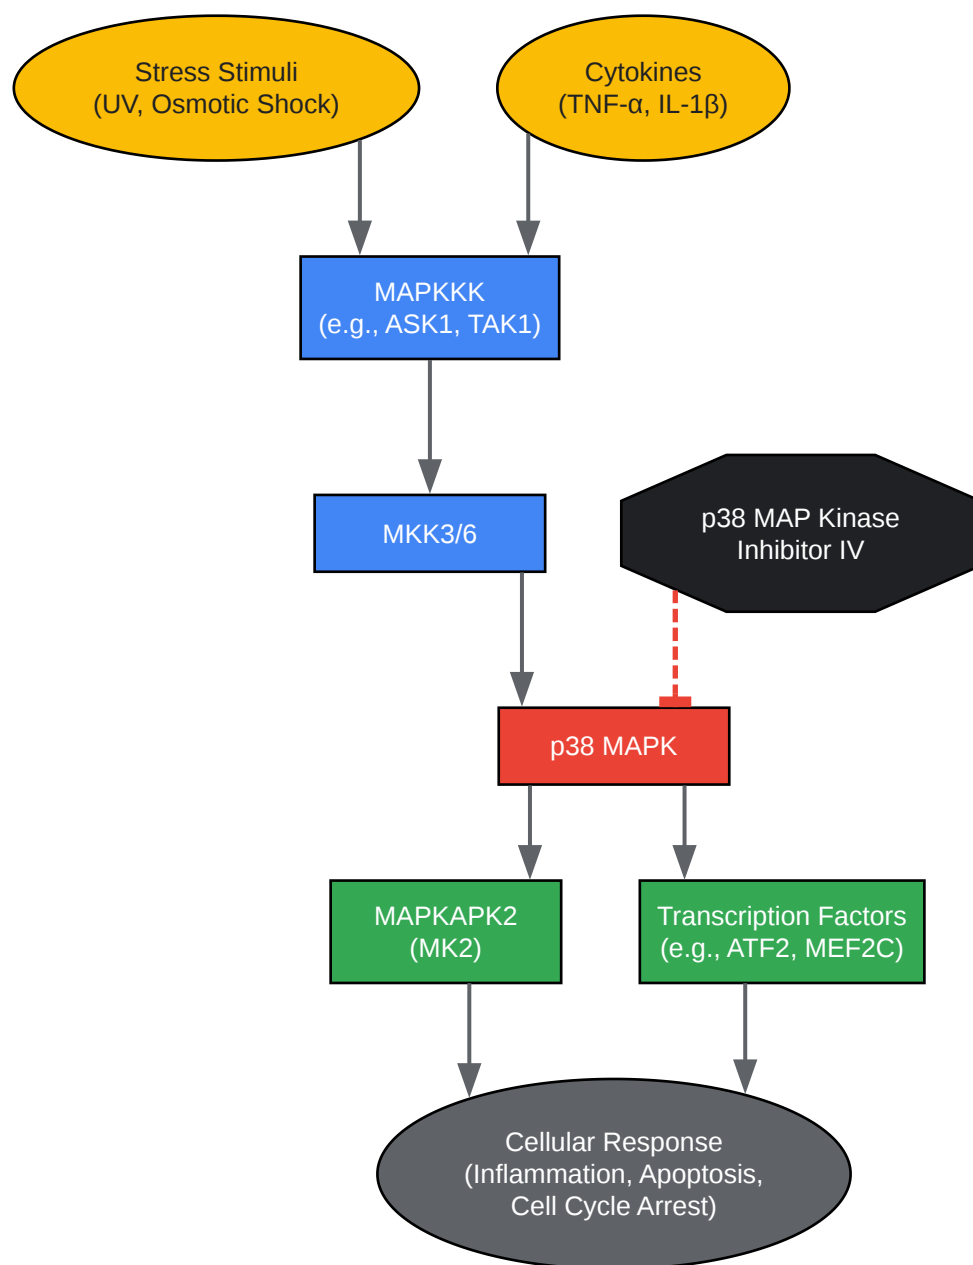 Stress Stimuli
(UV, Osmotic Shock)
Cytokines
(TNF-α, IL-1β)
MAPKKK
(e.g., ASK1, TAK1)
MKK3/6
p38 MAP Kinase
Inhibitor IV
p38 MAPK
MAPKAPK2
(MK2)
Transcription Factors
(e.g., ATF2, MEF2C)
Cellular Response
(Inflammation, Apoptosis,
Cell Cycle Arrest)